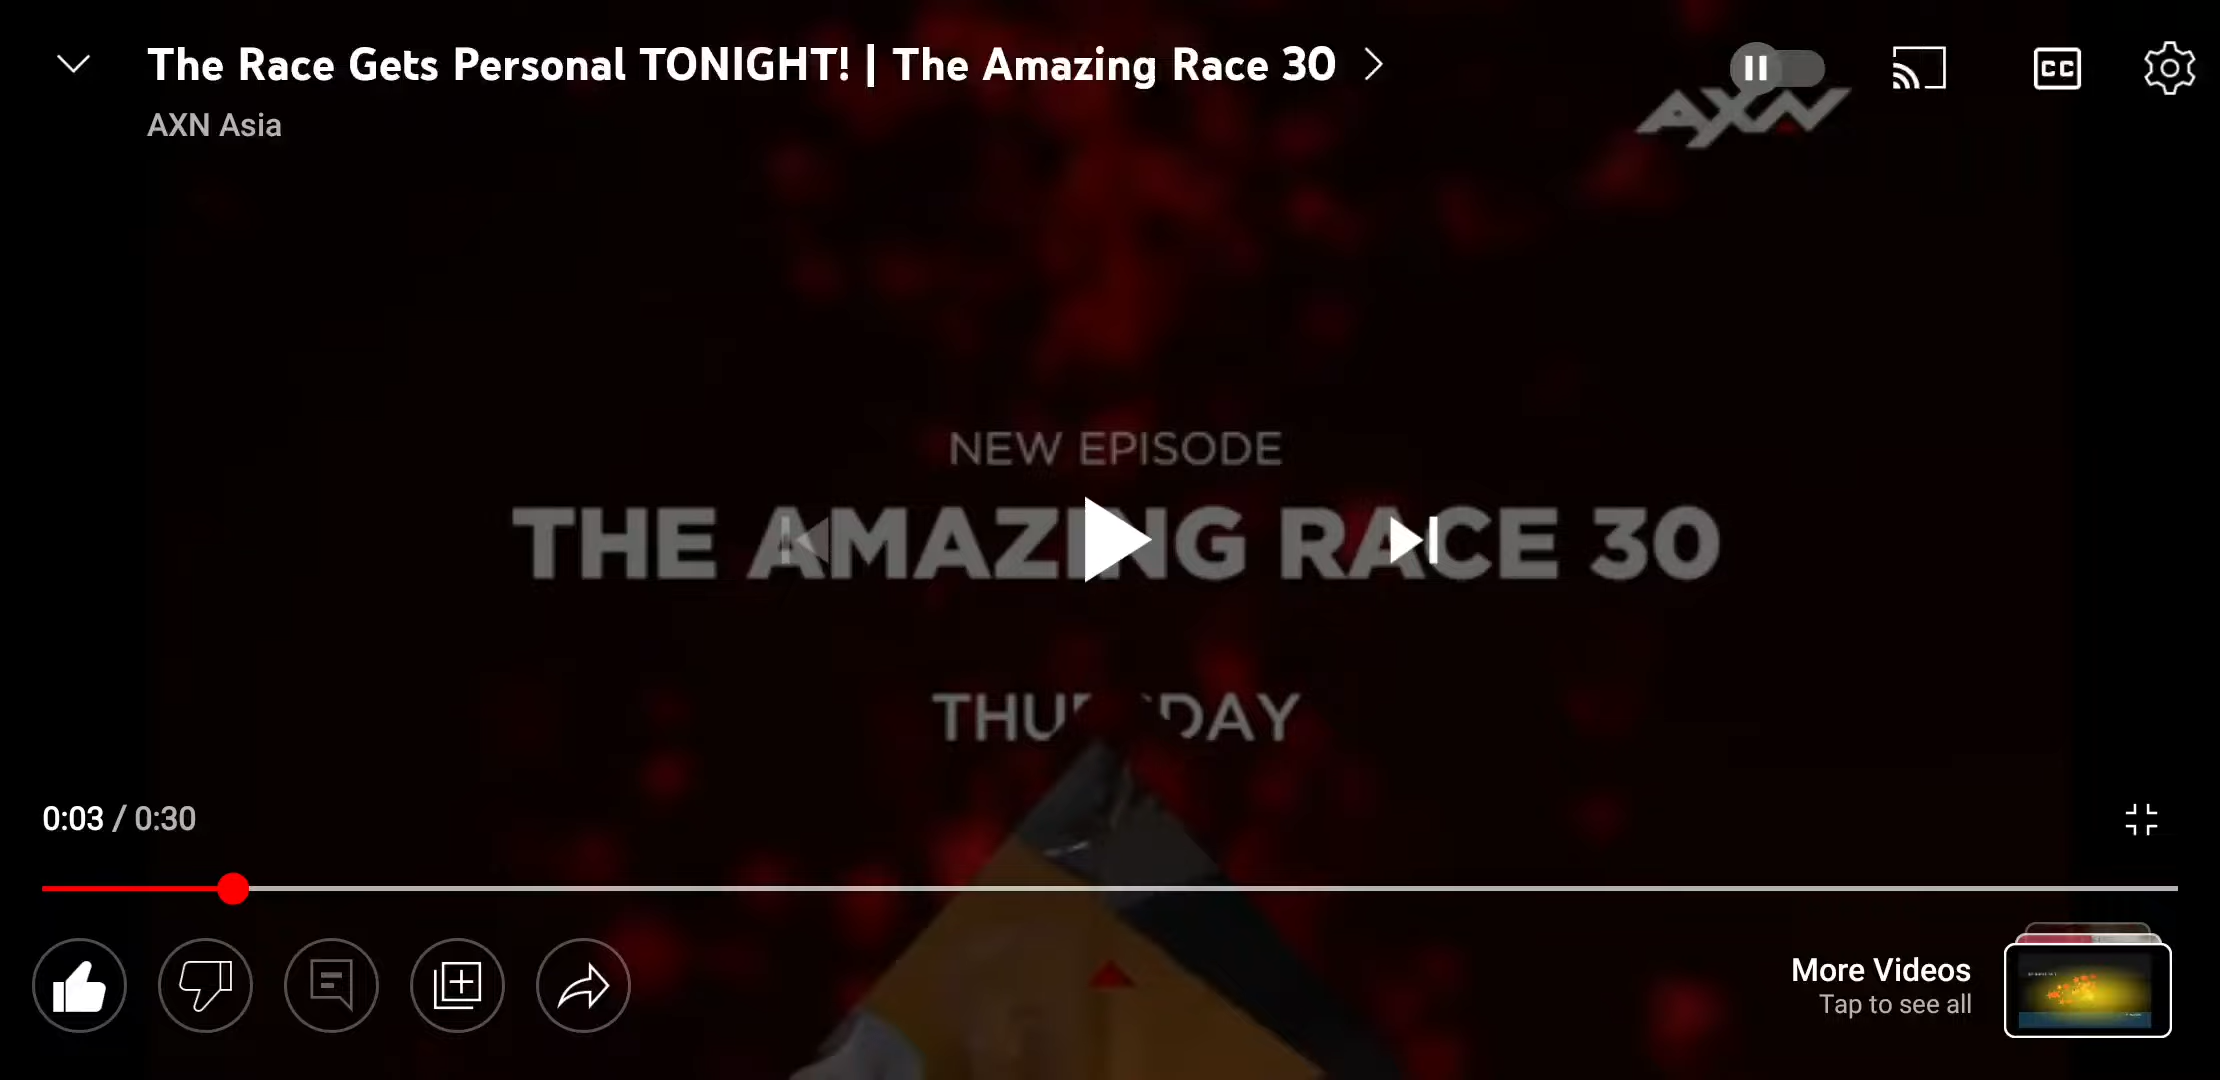 The Race Gets Personal TONIGHT! | The Amazing Race 30
AXN Asia
AXN
CC
NEW EPISODE
THE AMAZING RACE 30
0:03 / 0:30
More Videos
Tap to see all